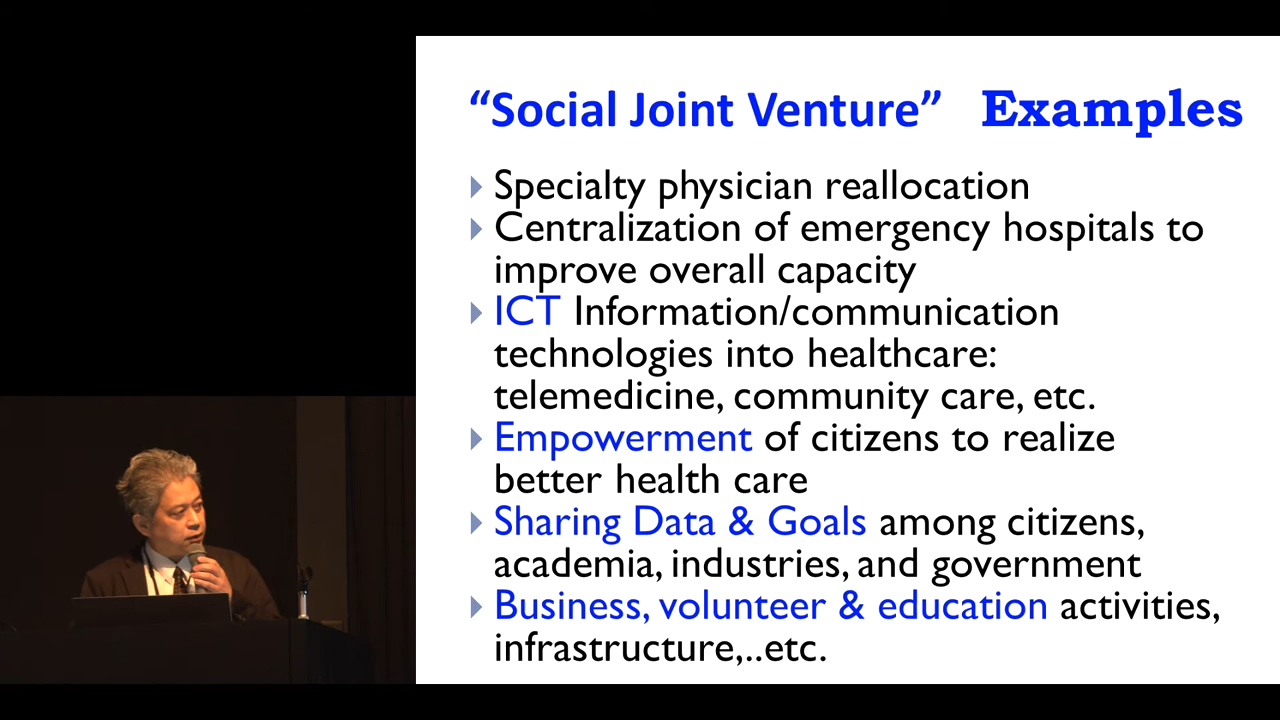 “Social Joint Venture” Examples
Specialty physician reallocation
Centralization of emergency hospitals to
improve overall capacity
ICT Information/communication
technologies into healthcare:
telemedicine, community care, etc.
Empowerment of citizens to realize
better health care
Sharing Data & Goals among citizens,
academia, industries, and government
Business, volunteer & education activities,
infrastructure,..etc.